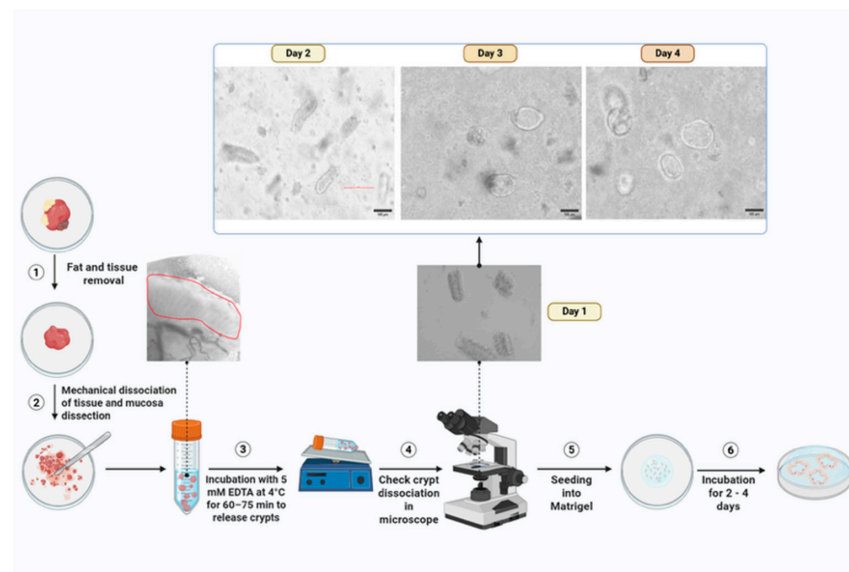 Day 2
Day 3
Day 4
1
Fat and tissue
removal
Day 1
2
Mechanical dissociation
of tissue and mucosa
dissection
3
Incubation with 5
mM EDTA at 4°C
for 60–75 min to
release crypts
4
Check crypt
dissociation
in
microscope
5
Seeding
into
Matrigel
6
Incubation
for 2 - 4
days